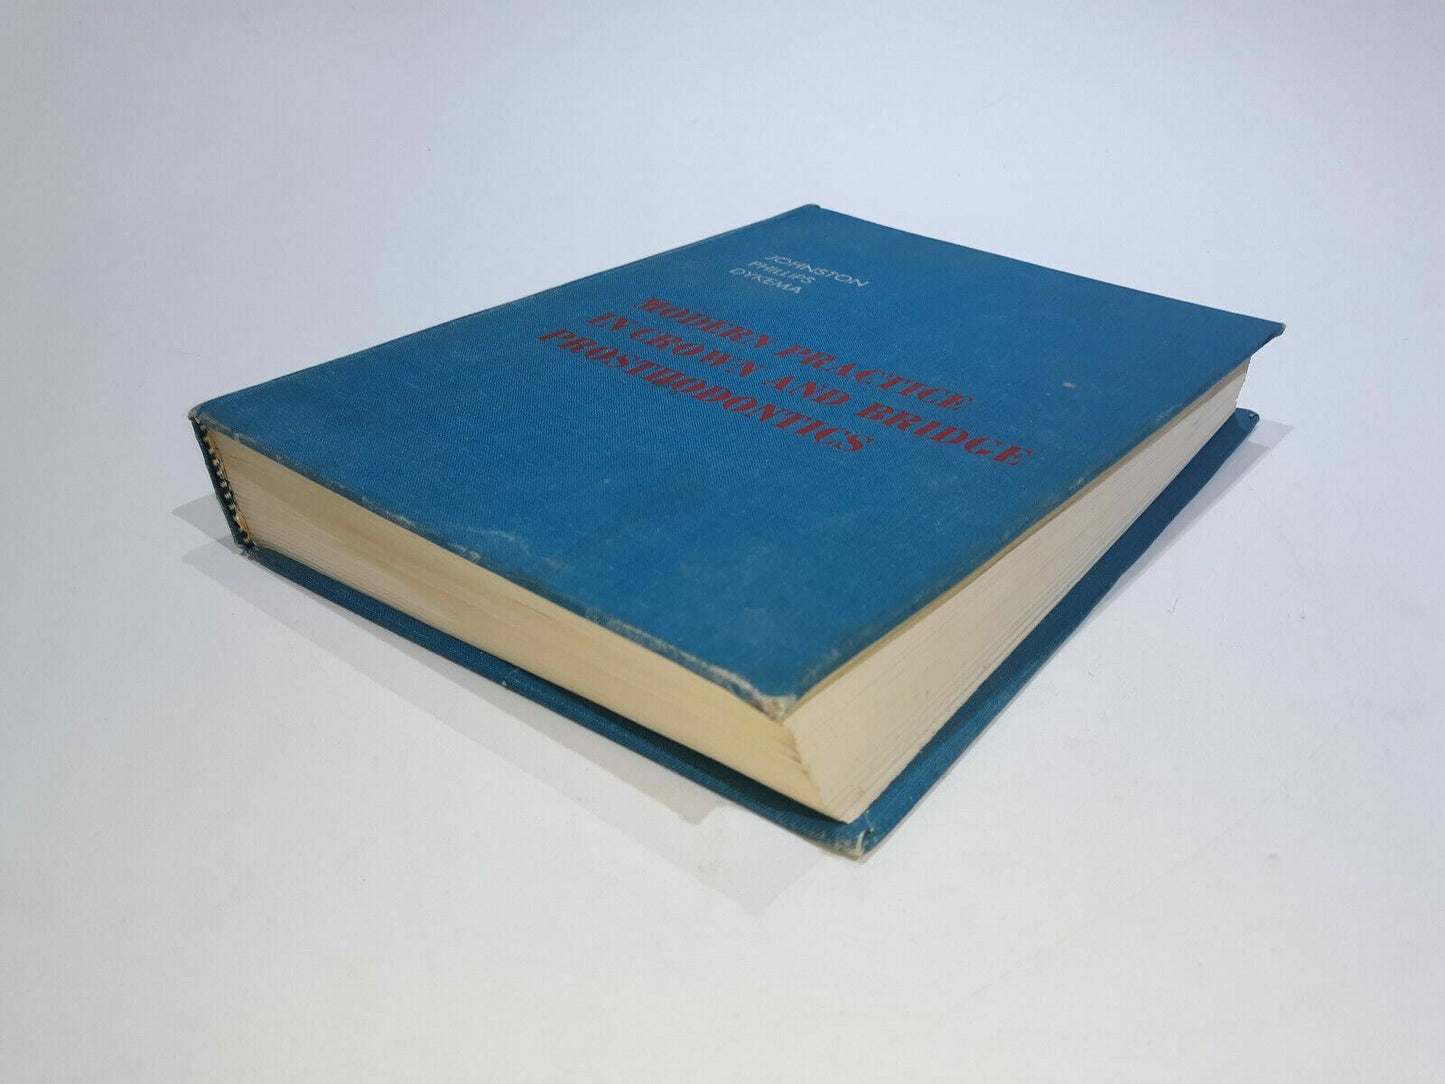 JOHNSTON
PHILLIPS
DYKEMA
MODERN PRACTICE
IN CROWN AND BRIDGE
PROSTHODONTICS